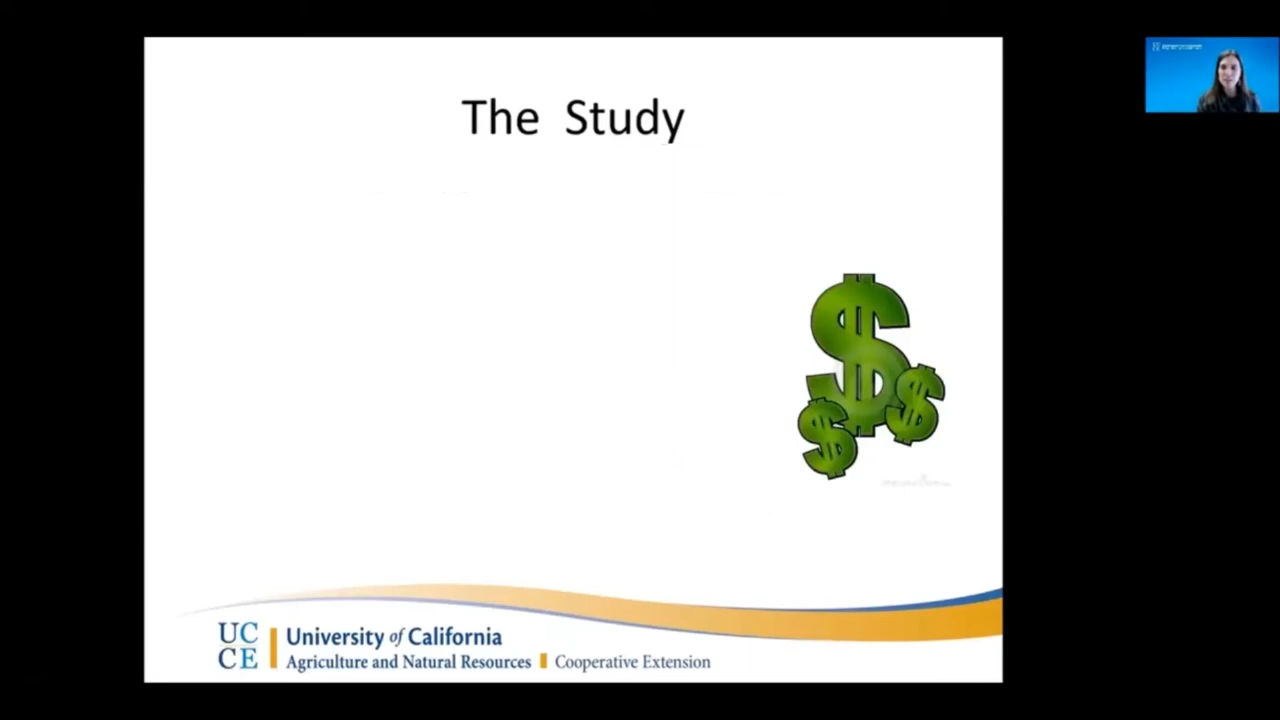 The Study
UC
CE
University of California
Agriculture and Natural Resources
Cooperative Extension